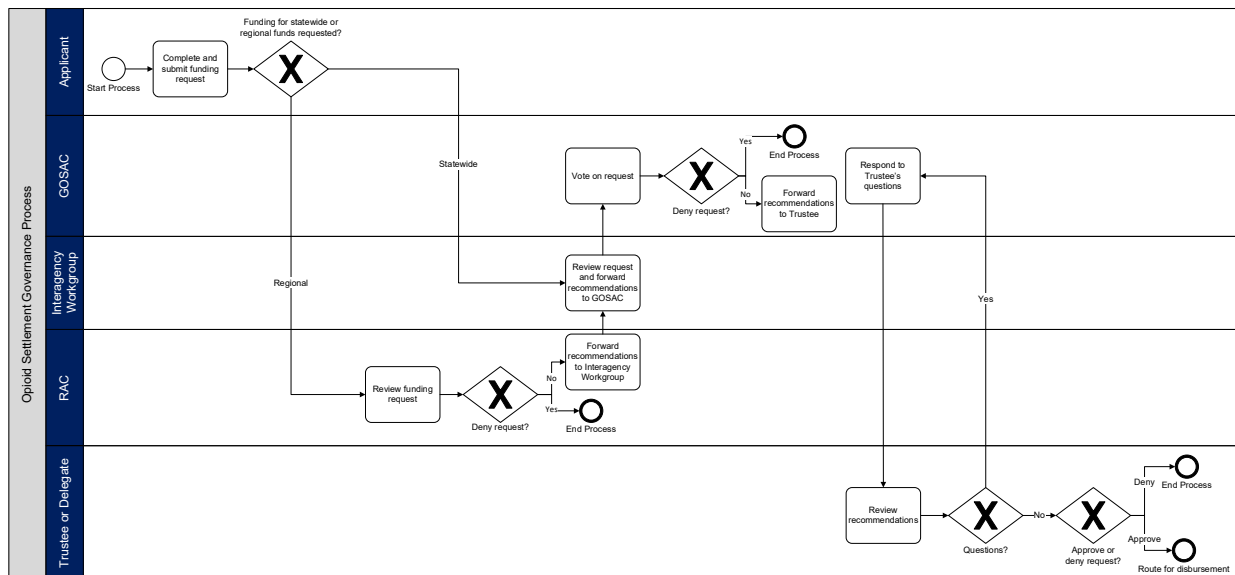 Opioid Settlement Governance Process
Applicant
Funding for statewide or
regional funds requested?
Start Process
Complete and
submit funding
request
X
Statewide
Regional
GOSAC
Vote on request
X
Deny request?
Yes
End Process
No
Forward
recommendations
to Trustee
Respond to
Trustee's
questions
Interagency
Workgroup
Review request
and forward
recommendations
to GOSAC
Yes
RAC
Review funding
request
X
Deny request?
No
Forward
recommendations
to Interagency
Workgroup
Yes
End Process
Trustee or Delegate
Review
recommendations
X
Questions?
No
X
Approve or
deny request?
Deny
End Process
Approve
Route for disbursement